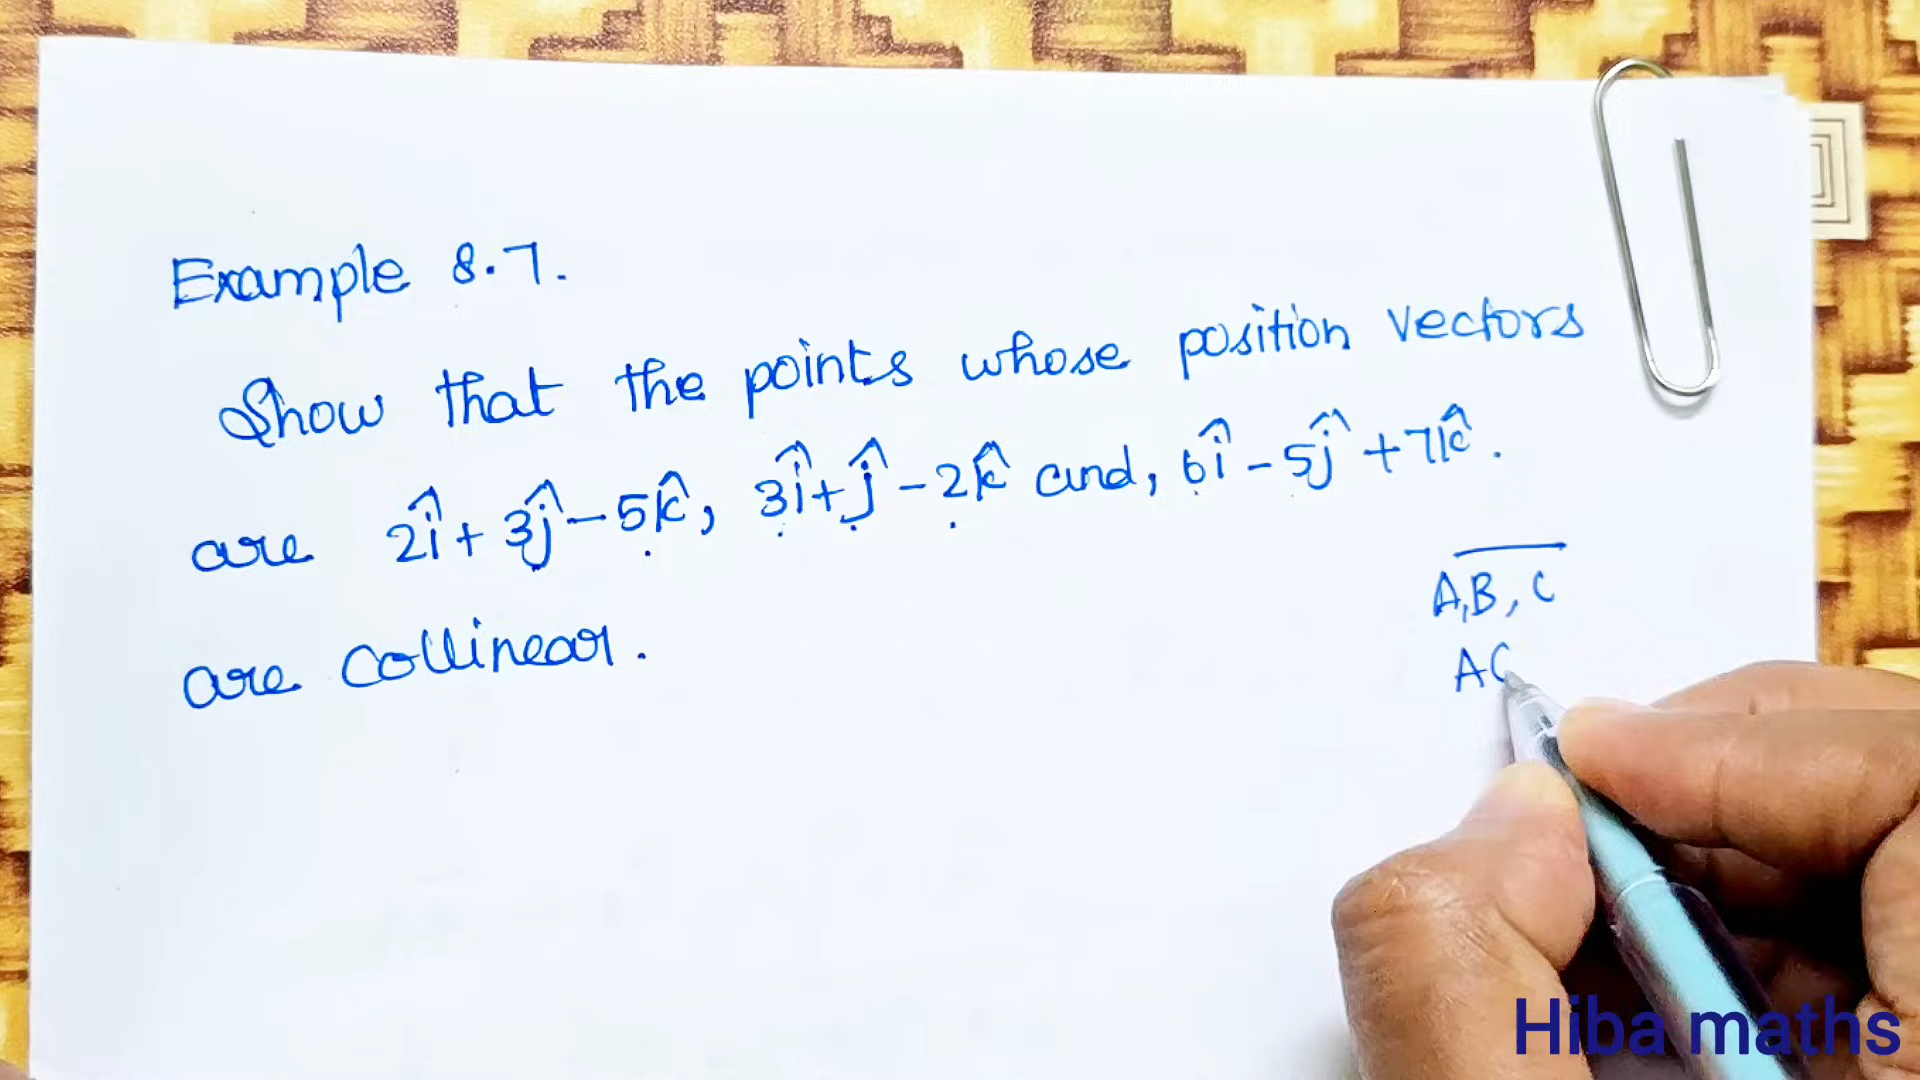 Example 8.7.
Show that the points whose position vectors
are 2î + 3ĵ - 5k̂, 3î + ĵ - 2k̂ and, 6î - 5ĵ + 7k̂.
are collinear.
A, B, C
AC
Hiba maths